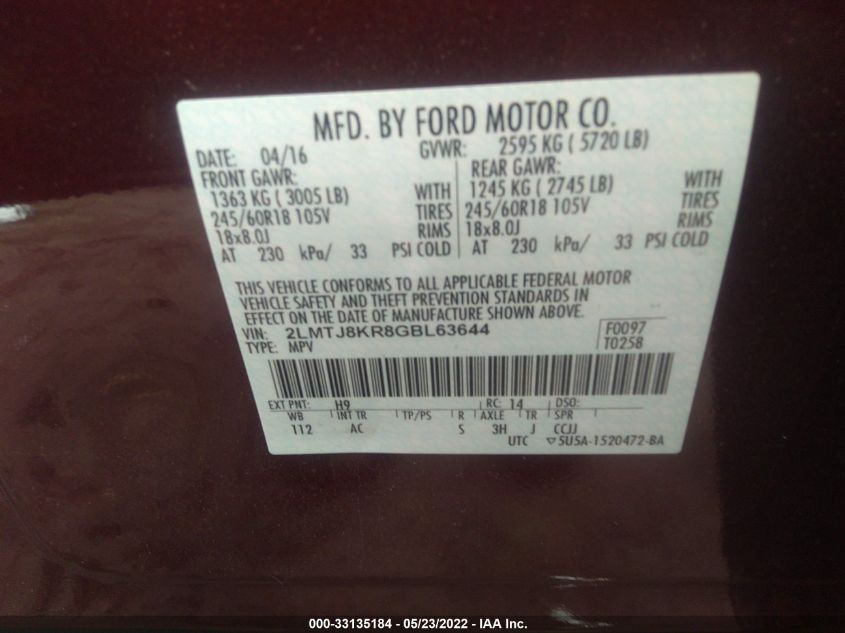 MFD. BY FORD MOTOR CO.
DATE: 04/16 GVWR: 2595 KG ( 5720 LB)
FRONT GAWR: REAR GAWR:
1363 KG ( 3005 LB) WITH 1245 KG ( 2745 LB) WITH
245/60R18 105V TIRES 245/60R18 105V TIRES
18x8.0J RIMS 18x8.0J RIMS
AT 230 kPa/ 33 PSI COLD AT 230 kPa/ 33 PSI COLD
THIS VEHICLE CONFORMS TO ALL APPLICABLE FEDERAL MOTOR
VEHICLE SAFETY AND THEFT PREVENTION STANDARDS IN
EFFECT ON THE DATE OF MANUFACTURE SHOWN ABOVE.
VIN: 2LMTJ8KR8GBL63644 F0097
TYPE: MPV T0258
EXT PNT: H9 RC: 14 DSO:
WB INT TR TP/PS R AXLE TR SPR
112 AC S 3H J CCJJ
UTC ▽5U5A-1520472-BA
000-33135184 - 05/23/2022 - IAA Inc.